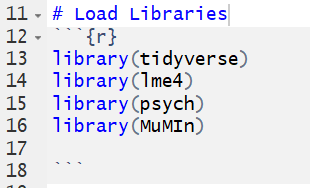 11 # Load Libraries
12 ```{r}
13 library(tidyverse)
14 library(lme4)
15 library(psych)
16 library(MuMIn)
17
18 ```